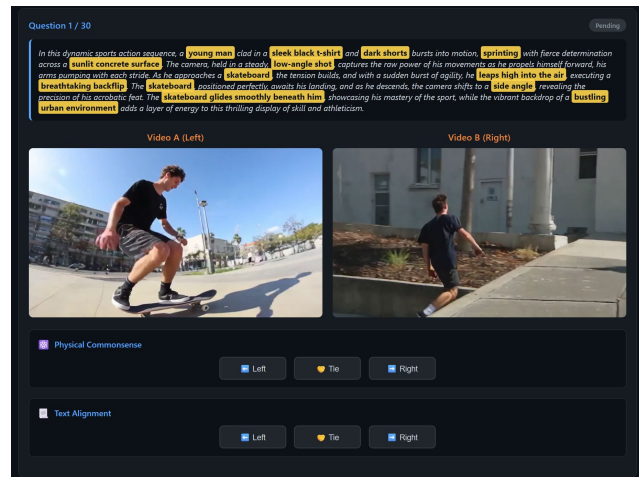 Question 1 / 30
Pending
In this dynamic sports action sequence, a young man clad in a sleek black t-shirt and dark shorts bursts into motion, sprinting with fierce determination
across a sunlit concrete surface. The camera, held in a steady, low-angle shot, captures the raw power of his movements as he propels himself forward, his
arms pumping with each stride. As he approaches a skateboard, the tension builds, and with a sudden burst of agility, he leaps high into the air, executing a
breathtaking backflip. The skateboard, positioned perfectly, awaits his landing, and as he descends, the camera shifts to a side angle, revealing the
precision of his acrobatic feat. The skateboard glides smoothly beneath him, showcasing his mastery of the sport, while the vibrant backdrop of a bustling
urban environment adds a layer of energy to this thrilling display of skill and athleticism.
Video A (Left)
Video B (Right)
Physical Commonsense
Left
Tie
Right
Text Alignment
Left
Tie
Right